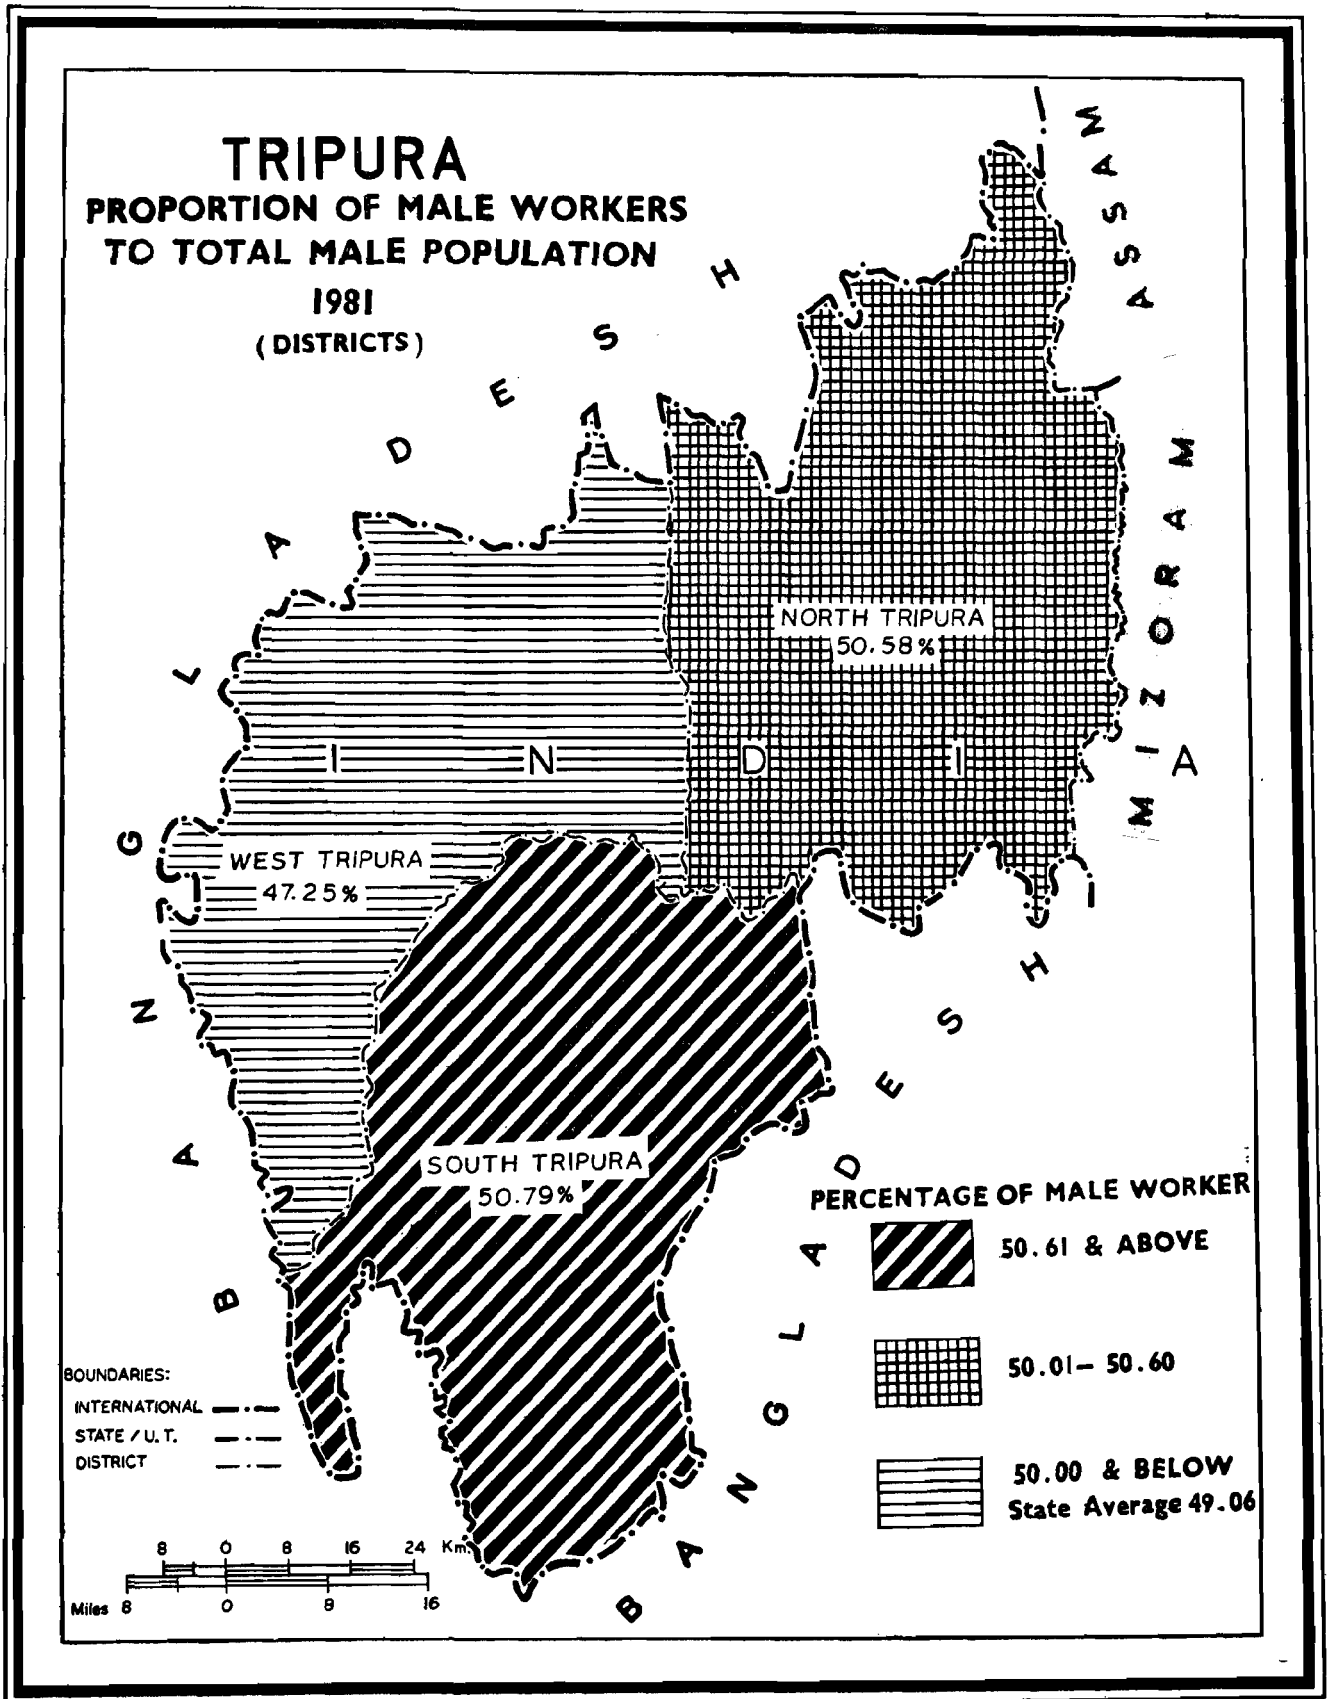 TRIPURA
PROPORTION OF MALE WORKERS
TO TOTAL MALE POPULATION
1981
(DISTRICTS)
BANGLADESH
ASSAM
MIZORAM
INDIA
NORTH TRIPURA
50.58%
WEST TRIPURA
47.25%
SOUTH TRIPURA
50.79%
BANGLADESH
PERCENTAGE OF MALE WORKER
50.61 & ABOVE
50.01– 50.60
50.00 & BELOW
State Average 49.06
BOUNDARIES:
INTERNATIONAL
STATE / U.T.
DISTRICT
8 0 8 16 24 Km.
Miles 8 0 8 16